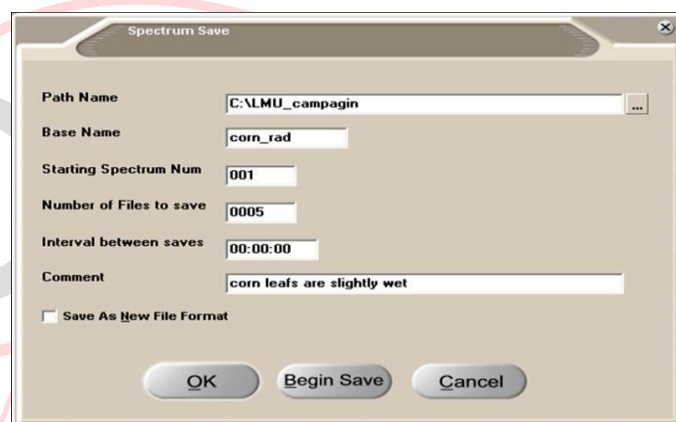 Spectrum Save
Path Name C:\LMU_campagin ...
Base Name corn_rad
Starting Spectrum Num 001
Number of Files to save 0005
Interval between saves 00:00:00
Comment corn leafs are slightly wet
Save As New File Format
OK Begin Save Cancel